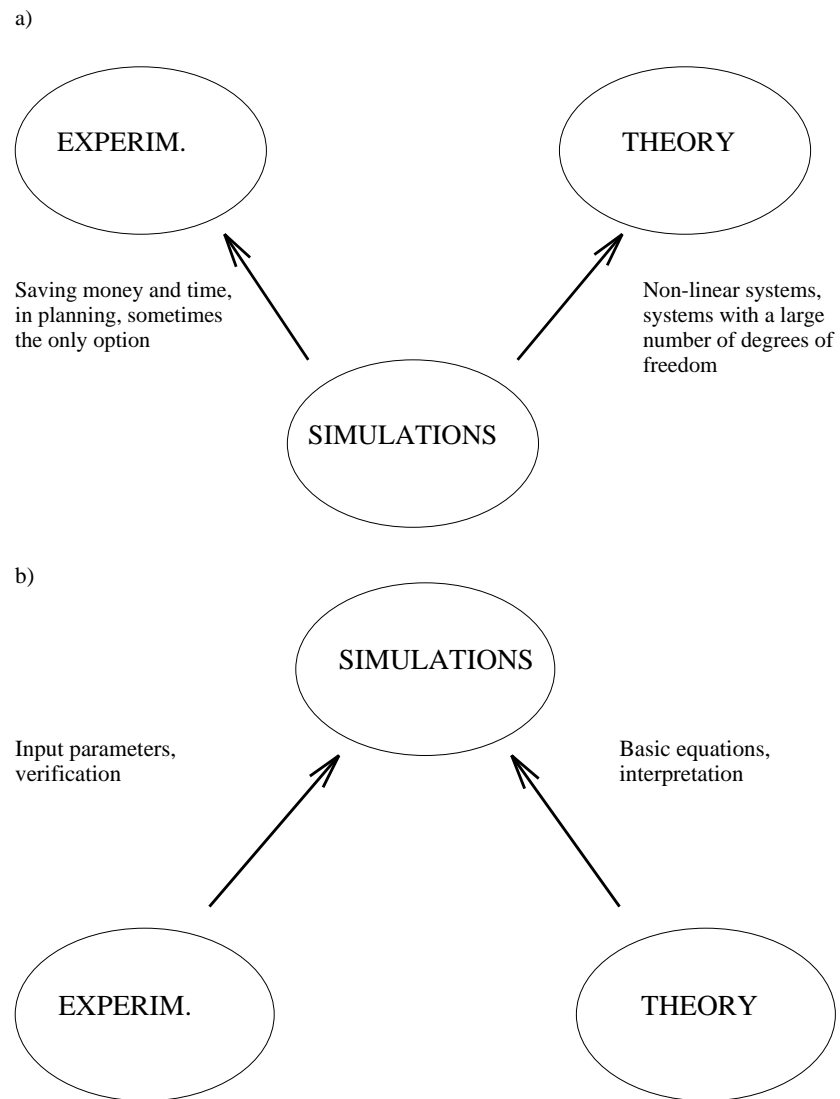 a)
EXPERIM.
THEORY
Saving money and time,
in planning, sometimes
the only option
Non-linear systems,
systems with a large
number of degrees of
freedom
SIMULATIONS
b)
SIMULATIONS
Input parameters,
verification
Basic equations,
interpretation
EXPERIM.
THEORY